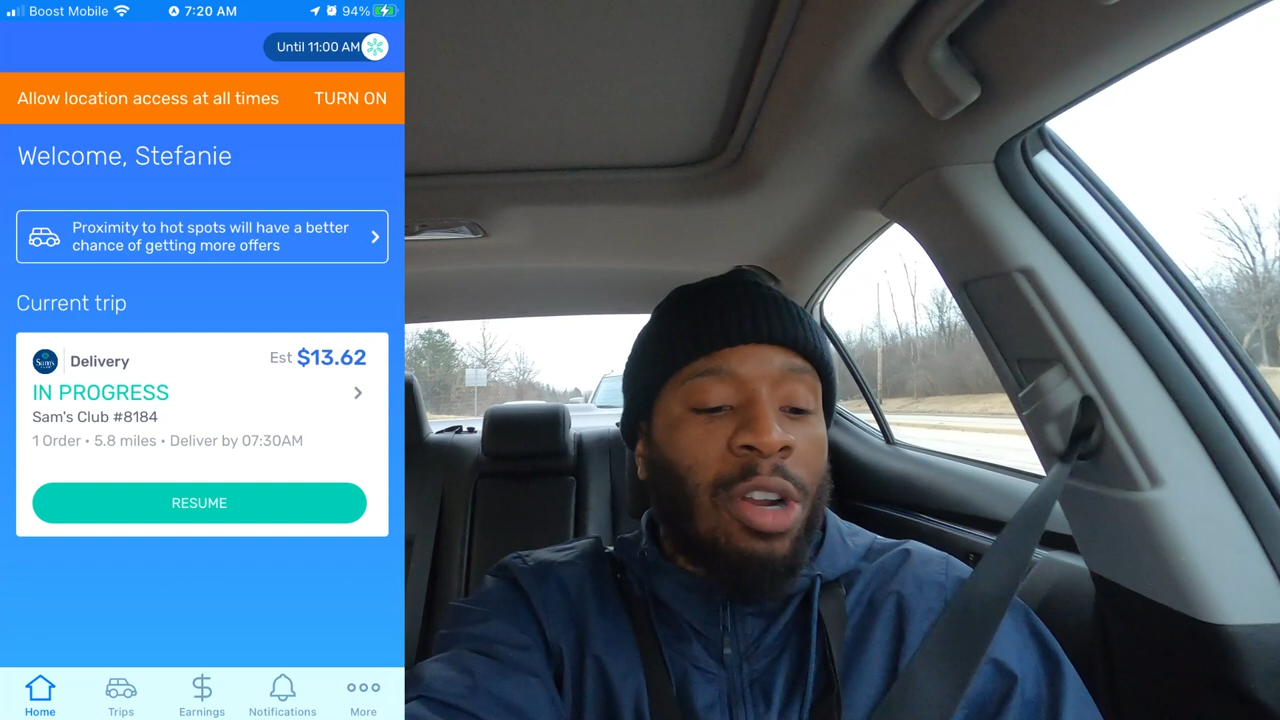 Boost Mobile 7:20 AM 94%
Until 11:00 AM
Allow location access at all times TURN ON
Welcome, Stefanie
Proximity to hot spots will have a better
chance of getting more offers
Current trip
Sam's Delivery Est $13.62
IN PROGRESS
Sam's Club #8184
1 Order • 5.8 miles • Deliver by 07:30AM
RESUME
Home Trips Earnings Notifications More